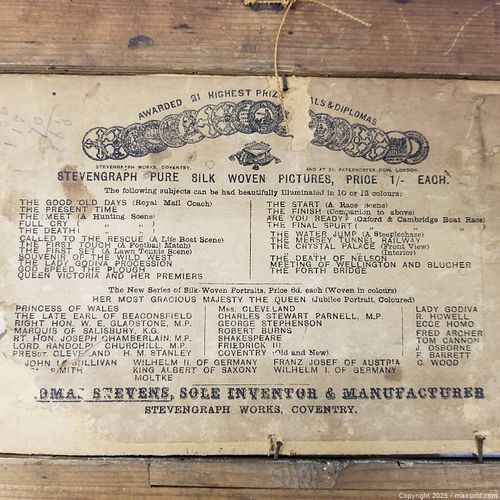 AWARDED 21 HIGHEST PRIZ ALS & DIPLOMAS
STEVENGRAPH WORKS, COVENTRY. AND AT 31, PATERNOSTER ROW, LONDON.
STEVENGRAPH PURE SILK WOVEN PICTURES, PRICE 1/- EACH.
The following subjects can be had beautifully Illuminated in 10 or 12 colours:
THE GOOD OLD DAYS (Royal Mail Coach)
THE PRESENT TIME
THE MEET (A Hunting Scene)
FULL CRY ( " " )
THE DEATH ( " " )
CALLED TO THE RESCUE (A Life Boat Scene)
THE FIRST TOUCH (A Football Match)
THE FIRST SET (A Lawn Tennis Scene)
SOUVENIR OF THE WILD WEST
THE LADY GODIVA PROCESSION
GOD SPEED THE PLOUGH
QUEEN VICTORIA AND HER PREMIERS
THE START (A Race Scene)
THE FINISH (Companion to above)
ARE YOU READY? (Oxford & Cambridge Boat Race)
THE FINAL SPURT ( " " )
THE WATER JUMP (A Steeplechase)
THE MERSEY TUNNEL RAILWAY
THE CRYSTAL PALACE (Front View)
(Interior)
THE DEATH OF NELSON
MEETING OF WELLINGTON AND BLUCHER
THE FORTH BRIDGE
The New Series of Silk-Woven Portraits, Price 6d. each (Woven in colours)
HER MOST GRACIOUS MAJESTY THE QUEEN (Jubilee Portrait, Coloured)
PRINCESS OF WALES
THE LATE EARL OF BEACONSFIELD
RIGHT HON. W. E. GLADSTONE, M.P.
MARQUIS OF SALISBURY, K.G.
RT. HON. JOSEPH CHAMBERLAIN, M.P.
LORD RANDOLPH CHURCHILL, M.P.
PRESDT. CLEVELAND H. M. STANLEY
JOHN L. SULLIVAN
SMITH
MRS. CLEVELAND
CHARLES STEWART PARNELL, M.P.
GEORGE STEPHENSON
ROBERT BURNS
SHAKESPEARE
FRIEDRICH III.
COVENTRY (Old and New)
WILHELM II. OF GERMANY FRANZ JOSEF OF AUSTRIA
KING ALBERT OF SAXONY WILHELM I. OF GERMANY
MOLTKE
LADY GODIVA
R. HOWELL
ECCE HOMO
FRED ARCHER
TOM CANNON
J. OSBORNE
F. BARRETT
C. WOOD
OMAS STEVENS, SOLE INVENTOR & MANUFACTURER
STEVENGRAPH WORKS, COVENTRY.
Copyright 2025 - maxsold.com